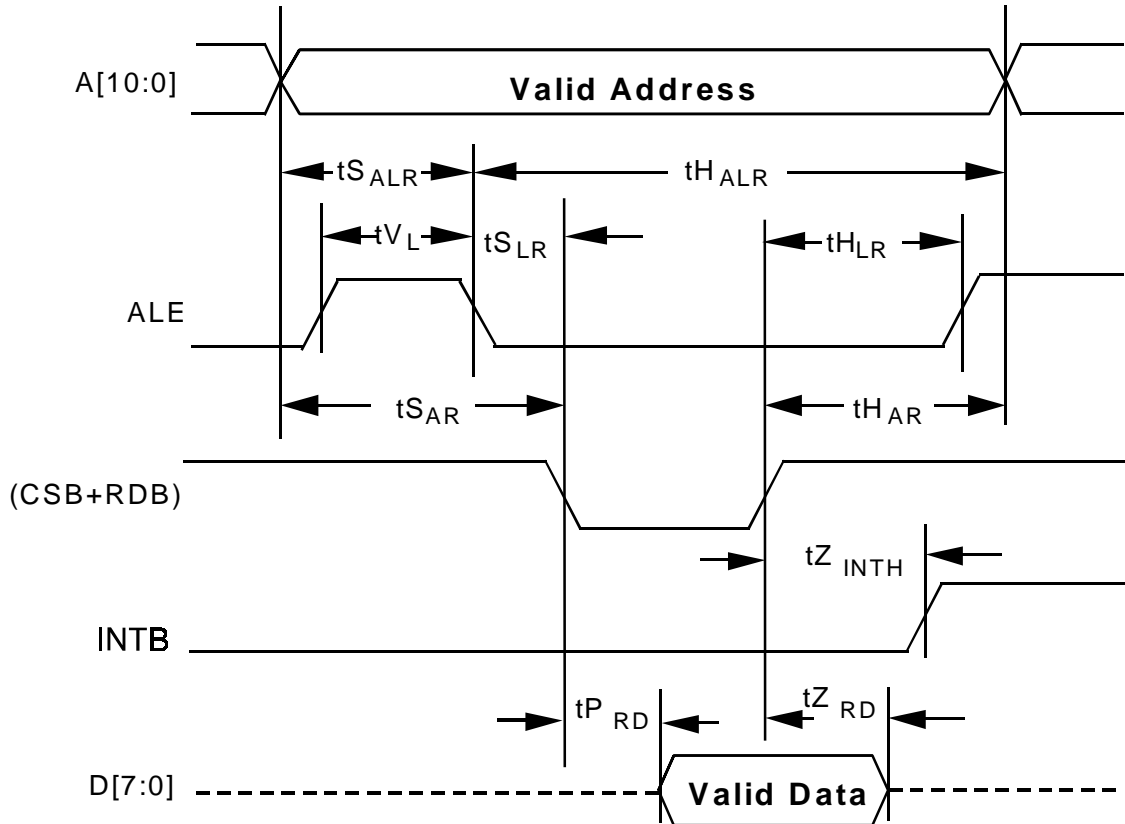 A[10:0]
Valid Address
tS ALR
tH ALR
tV L
tS LR
tH LR
ALE
tS AR
tH AR
(CSB+RDB)
tZ INTH
INTB
tP RD
tZ RD
D[7:0]
Valid Data